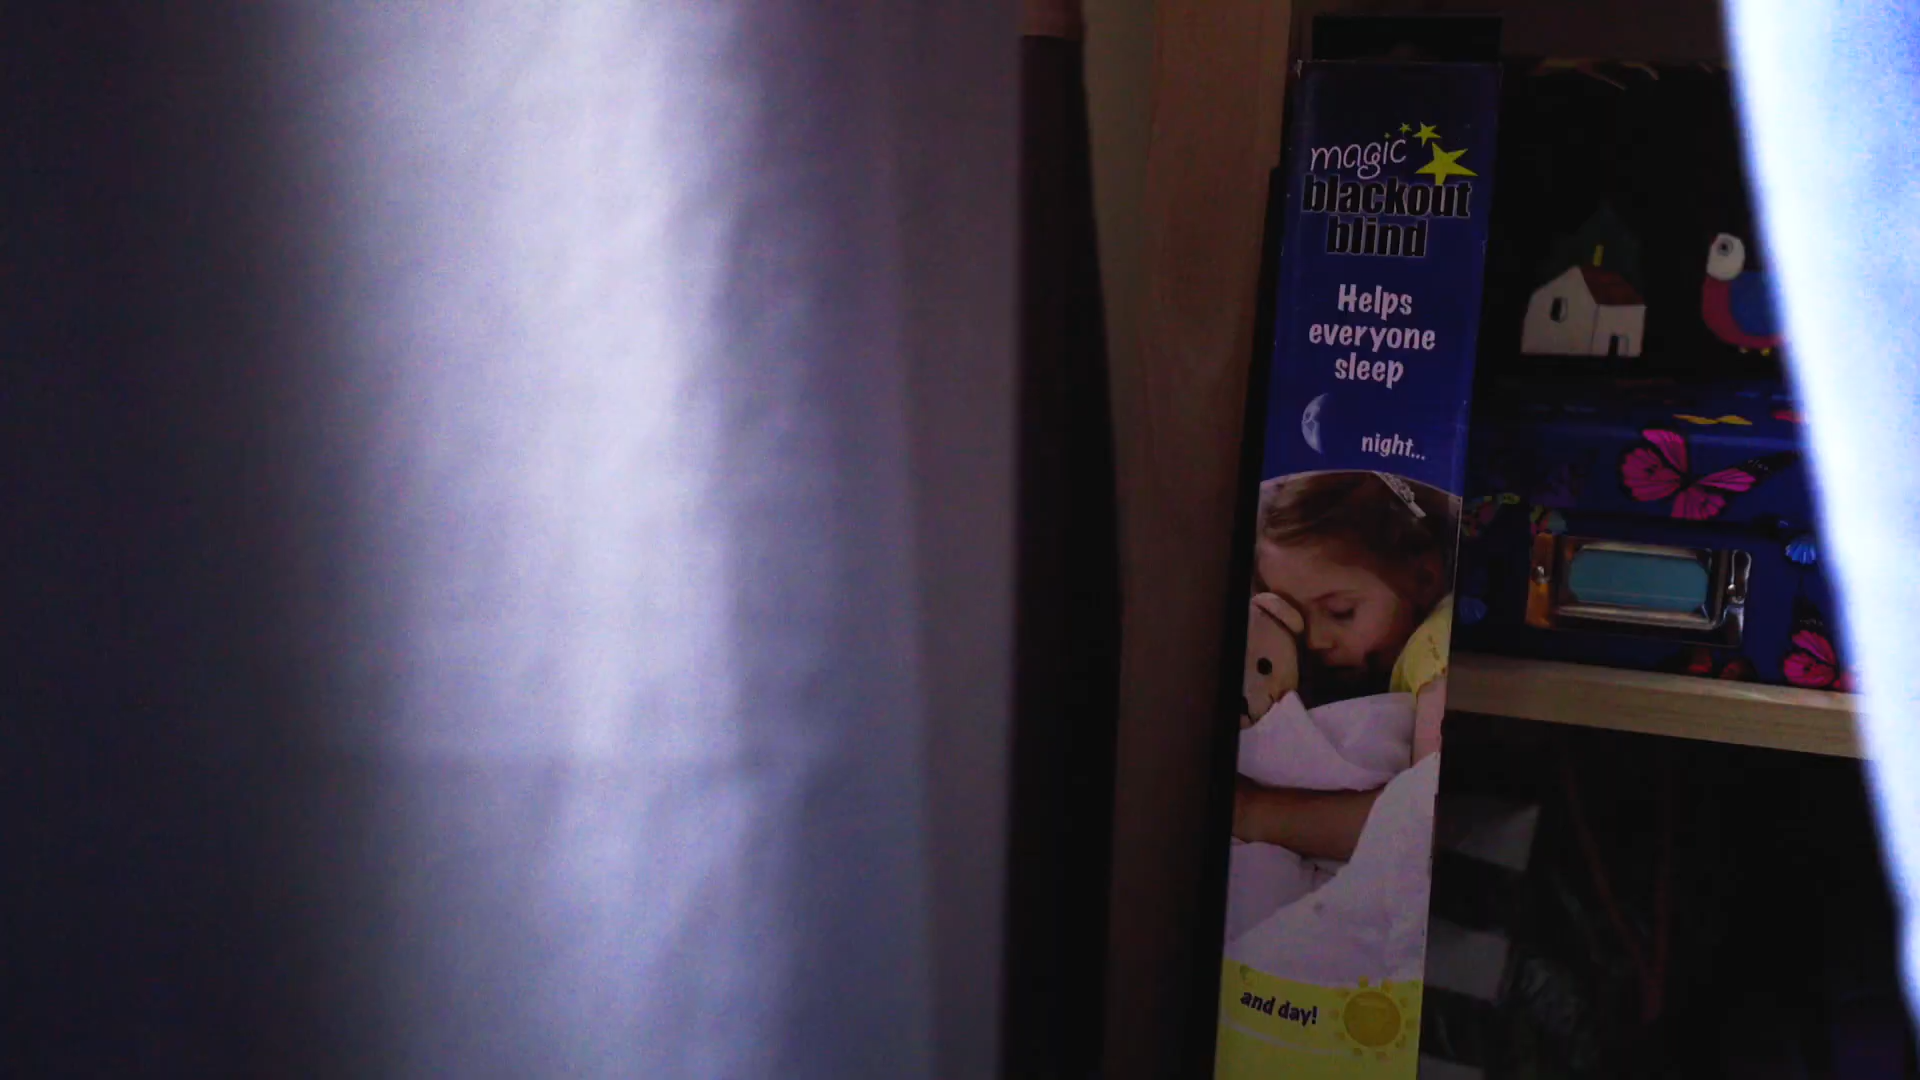 magic
blackout
blind
Helps
everyone
sleep
night...
and day!